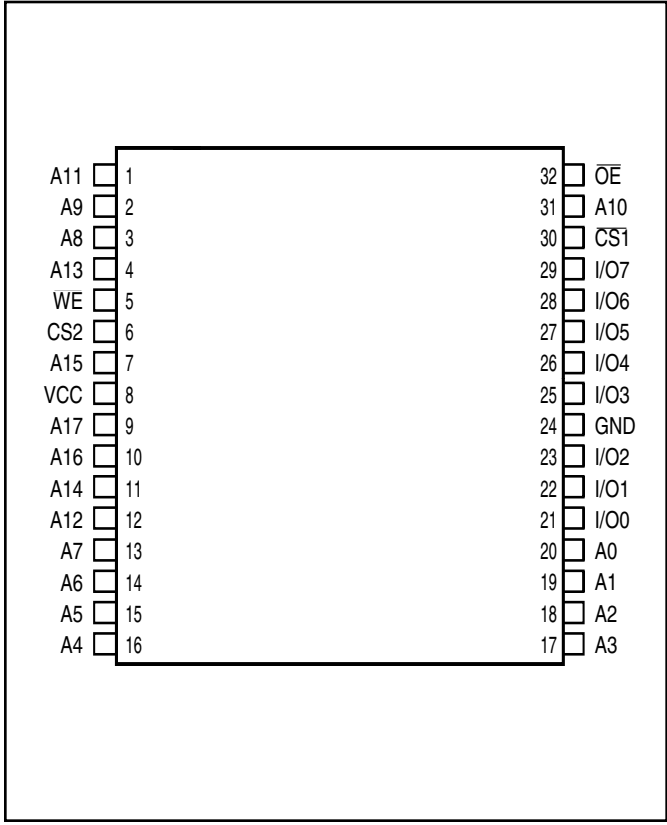 A11 1 32 O̅E̅
A9 2 31 A10
A8 3 30 C̅S̅1̅
A13 4 29 I/O7
W̅E̅ 5 28 I/O6
CS2 6 27 I/O5
A15 7 26 I/O4
VCC 8 25 I/O3
A17 9 24 GND
A16 10 23 I/O2
A14 11 22 I/O1
A12 12 21 I/O0
A7 13 20 A0
A6 14 19 A1
A5 15 18 A2
A4 16 17 A3